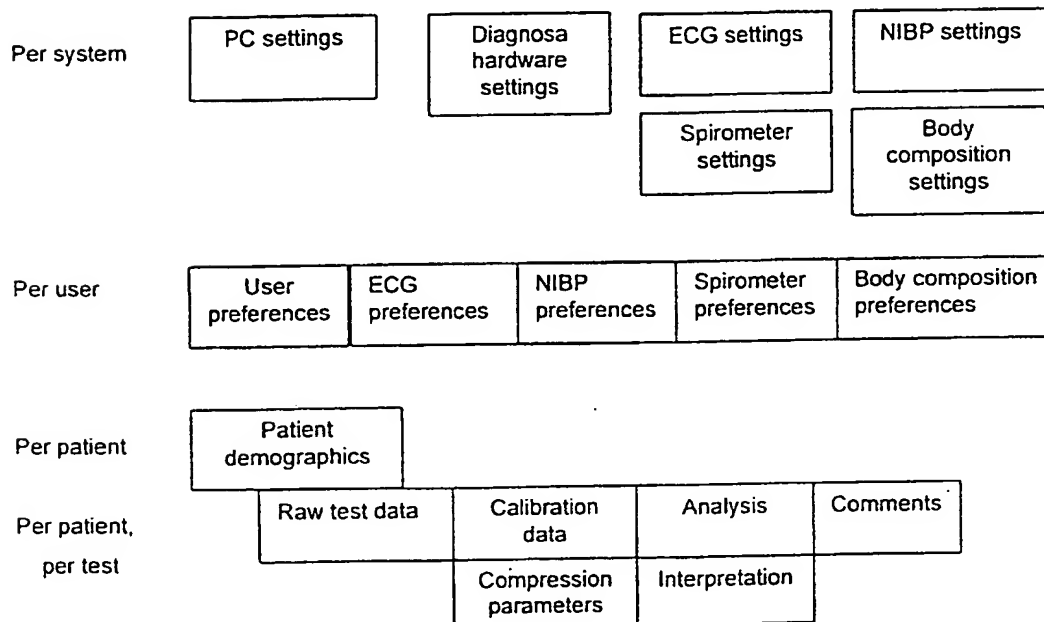 Per system
PC settings
Diagnosa
hardware
settings
ECG settings
NIBP settings
Spirometer
settings
Body
composition
settings
Per user
User
preferences
ECG
preferences
NIBP
preferences
Spirometer
preferences
Body composition
preferences
Per patient
Patient
demographics
Per patient,
per test
Raw test data
Calibration
data
Analysis
Comments
Compression
parameters
Interpretation